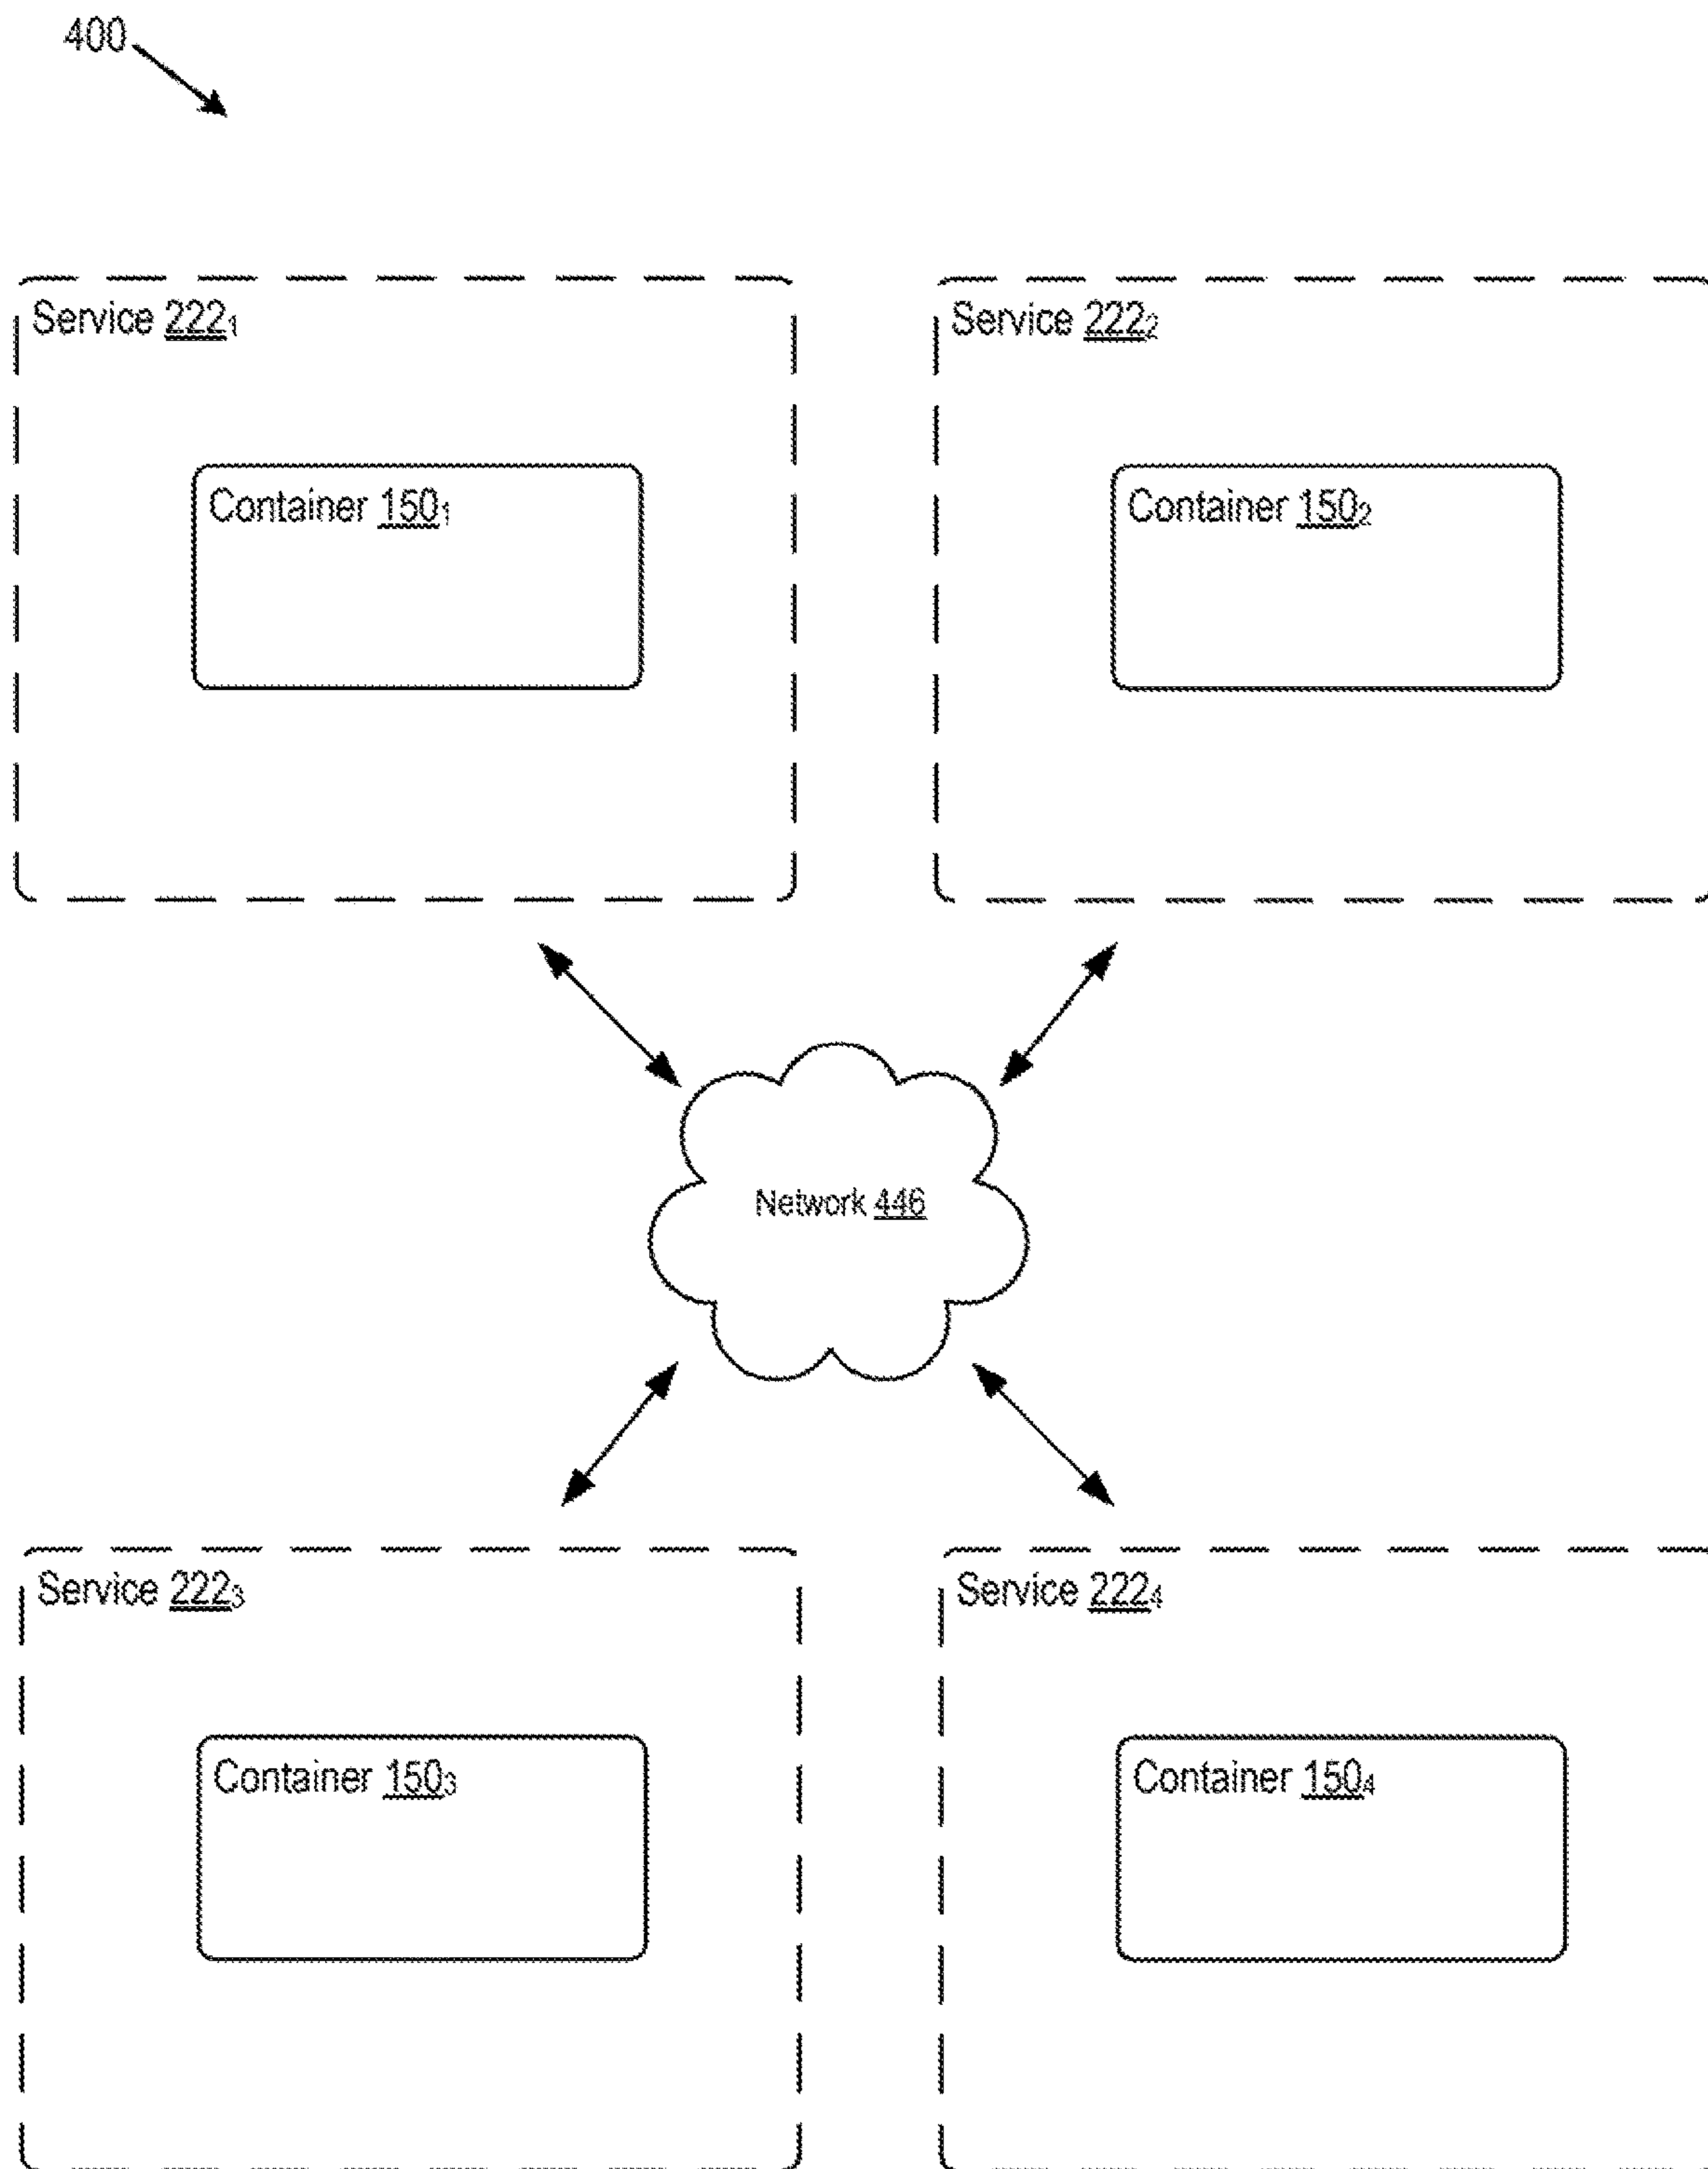 400
Service 222₁
Service 222₂
Container 150₁
Container 150₂
Network 446
Service 222₃
Service 222₄
Container 150₃
Container 150₄